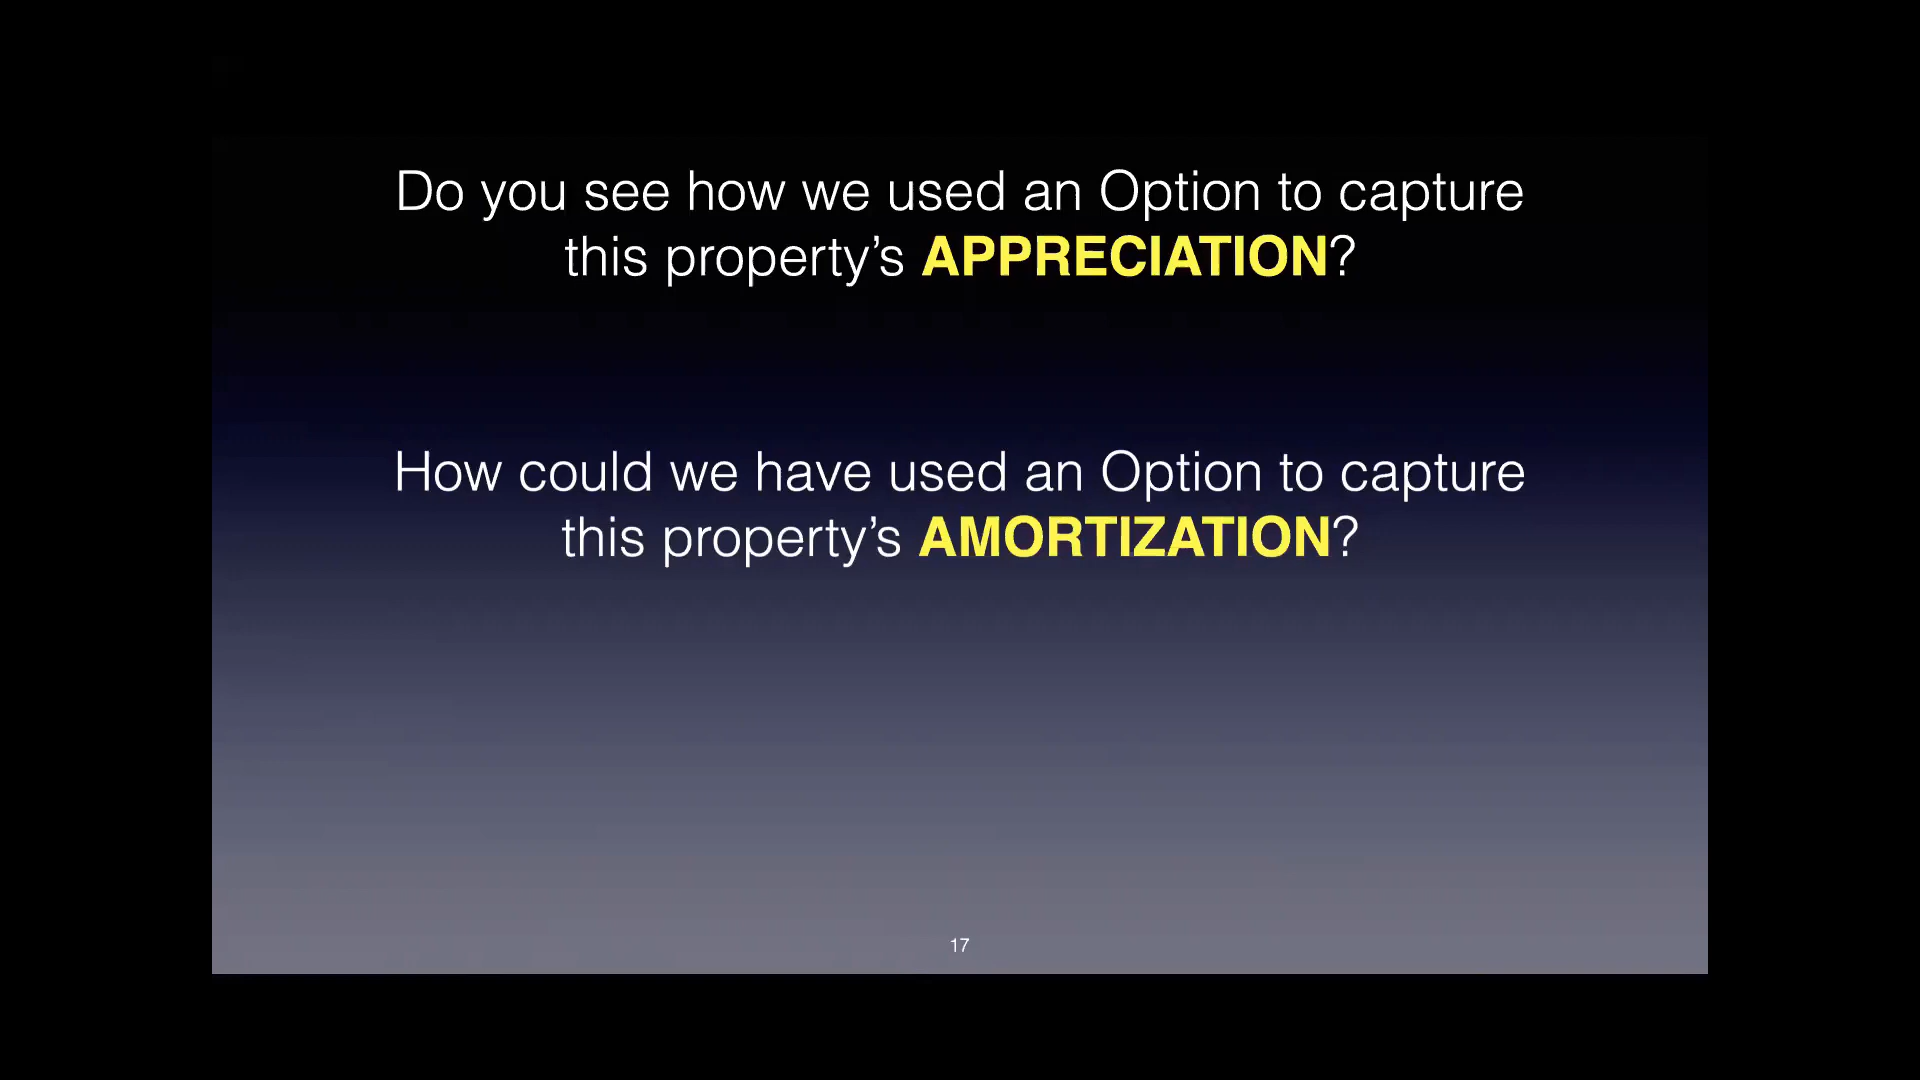 Do you see how we used an Option to capture
this property’s APPRECIATION?
How could we have used an Option to capture
this property’s AMORTIZATION?
17